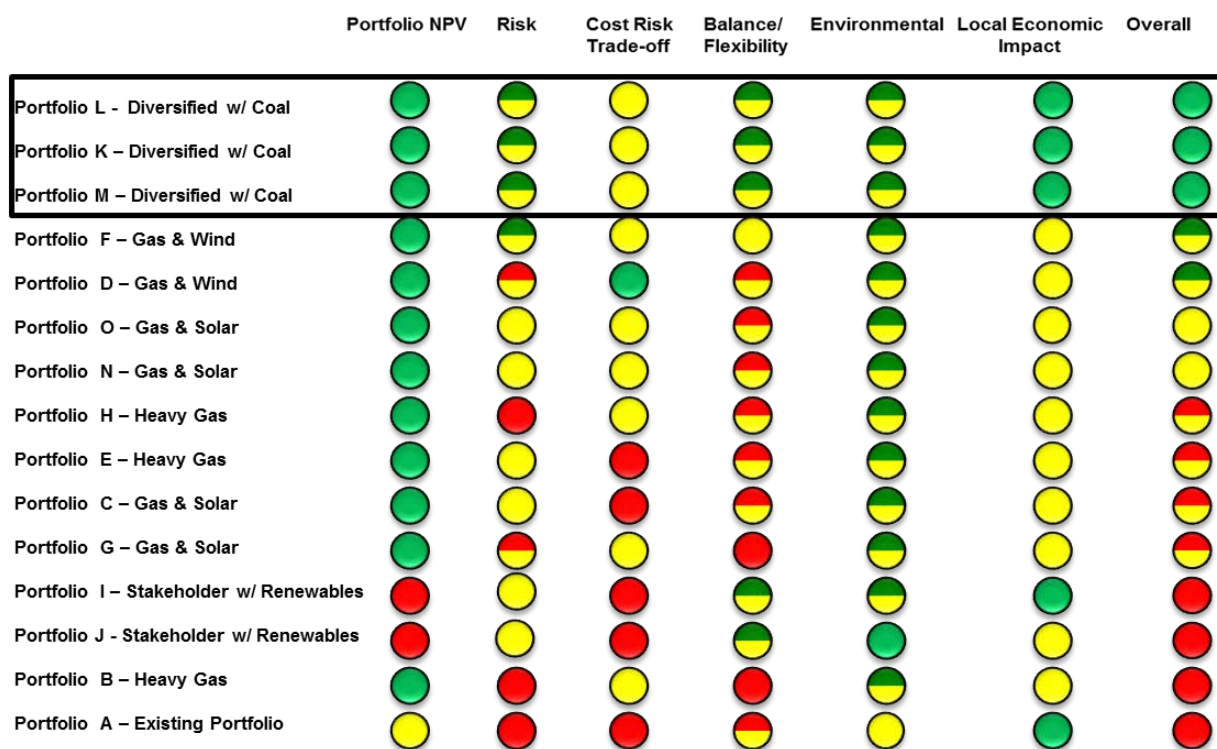 Portfolio NPV Risk Cost Risk Balance/ Environmental Local Economic Overall
Trade-off Flexibility Impact
Portfolio L - Diversified w/ Coal
Portfolio K – Diversified w/ Coal
Portfolio M – Diversified w/ Coal
Portfolio F – Gas & Wind
Portfolio D – Gas & Wind
Portfolio O – Gas & Solar
Portfolio N – Gas & Solar
Portfolio H – Heavy Gas
Portfolio E – Heavy Gas
Portfolio C – Gas & Solar
Portfolio G – Gas & Solar
Portfolio I – Stakeholder w/ Renewables
Portfolio J - Stakeholder w/ Renewables
Portfolio B – Heavy Gas
Portfolio A – Existing Portfolio